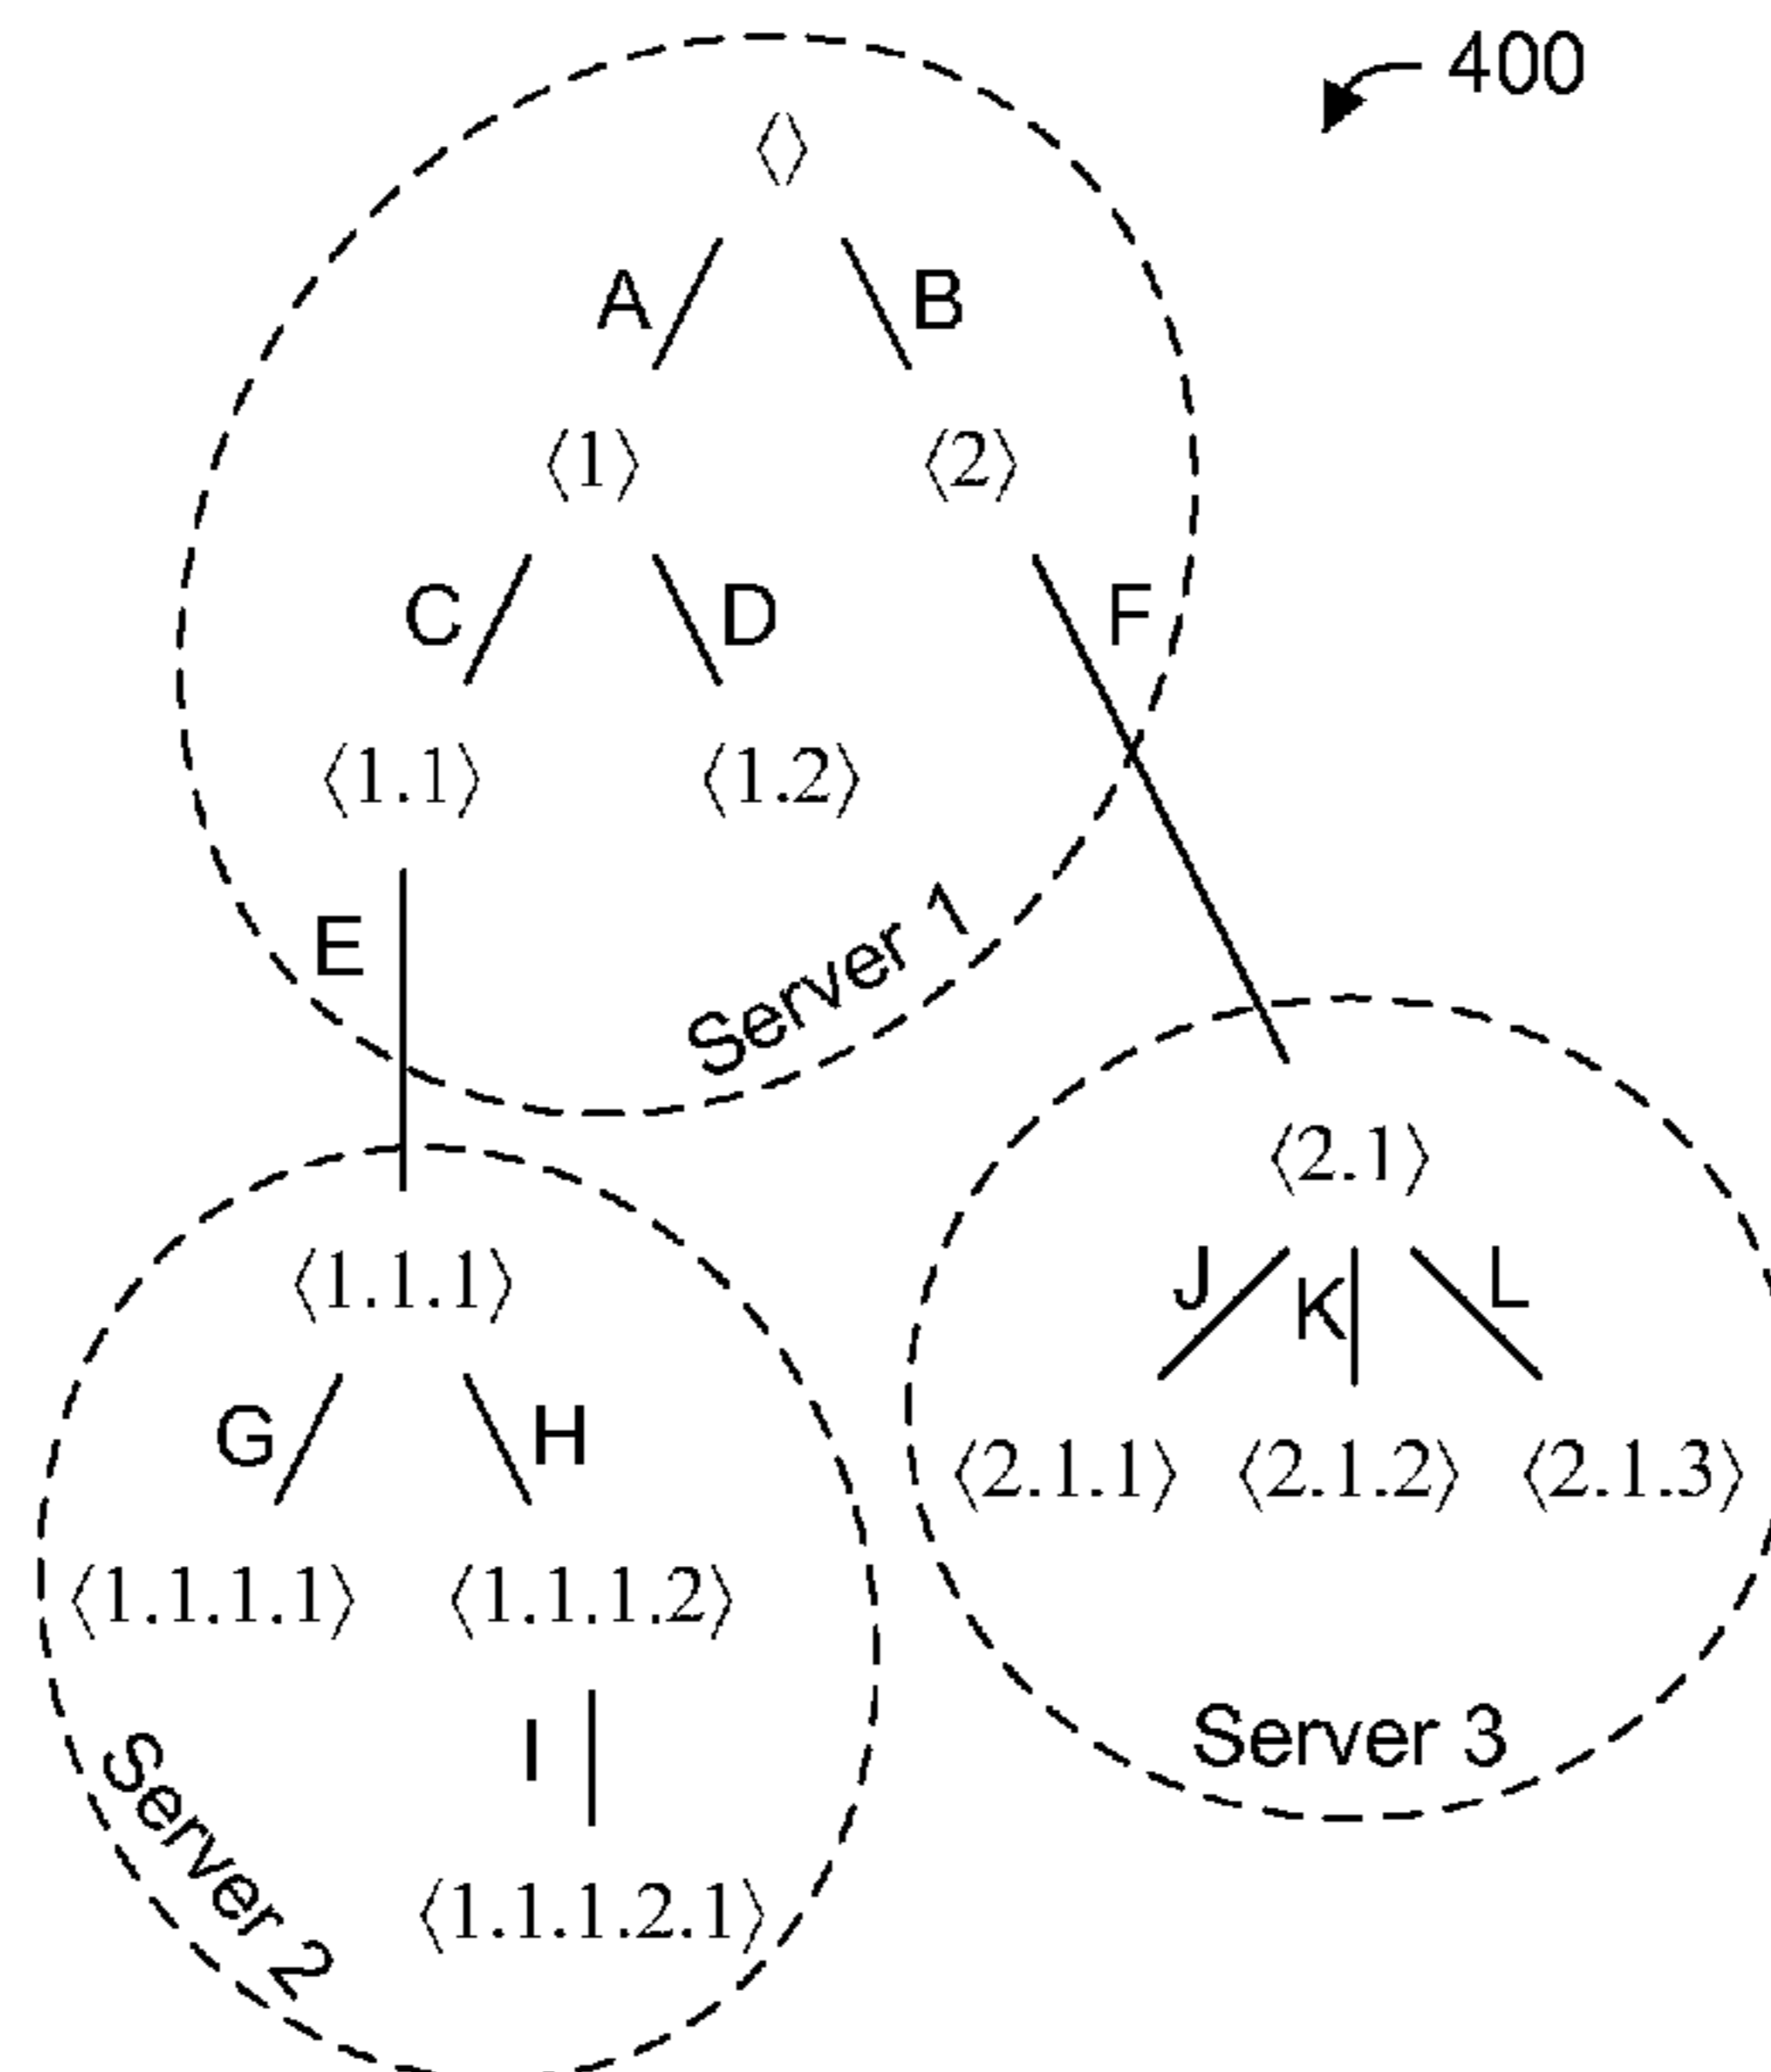 400
⟨⟩
A B
⟨1⟩ ⟨2⟩
C D F
⟨1.1⟩ ⟨1.2⟩
E
Server 1
⟨2.1⟩
⟨1.1.1⟩
J K L
G H
⟨2.1.1⟩ ⟨2.1.2⟩ ⟨2.1.3⟩
⟨1.1.1.1⟩ ⟨1.1.1.2⟩
I
Server 3
Server 2
⟨1.1.1.2.1⟩